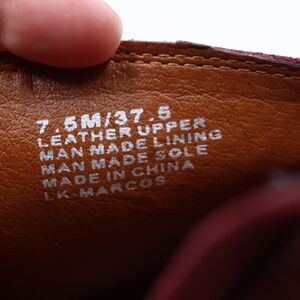 7.5M/37.5
LEATHER UPPER
MAN MADE LINING
MAN MADE SOLE
MADE IN CHINA
LK-MARCOS